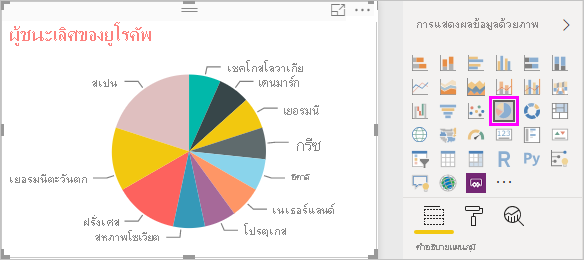 ผู้ชนะเลิศของยูโรคัพ
เชคโกสโลวาเกีย
เดนมาร์ก
เยอรมนี
กรีซ
อิตาลี
เนเธอร์แลนด์
โปรตุเกส
สหภาพโซเวียต
ฝรั่งเศส
เยอรมนีตะวันตก
สเปน
การแสดงผลข้อมูลด้วยภาพ
123
R
Py
คำอธิบายแผนภูมิ